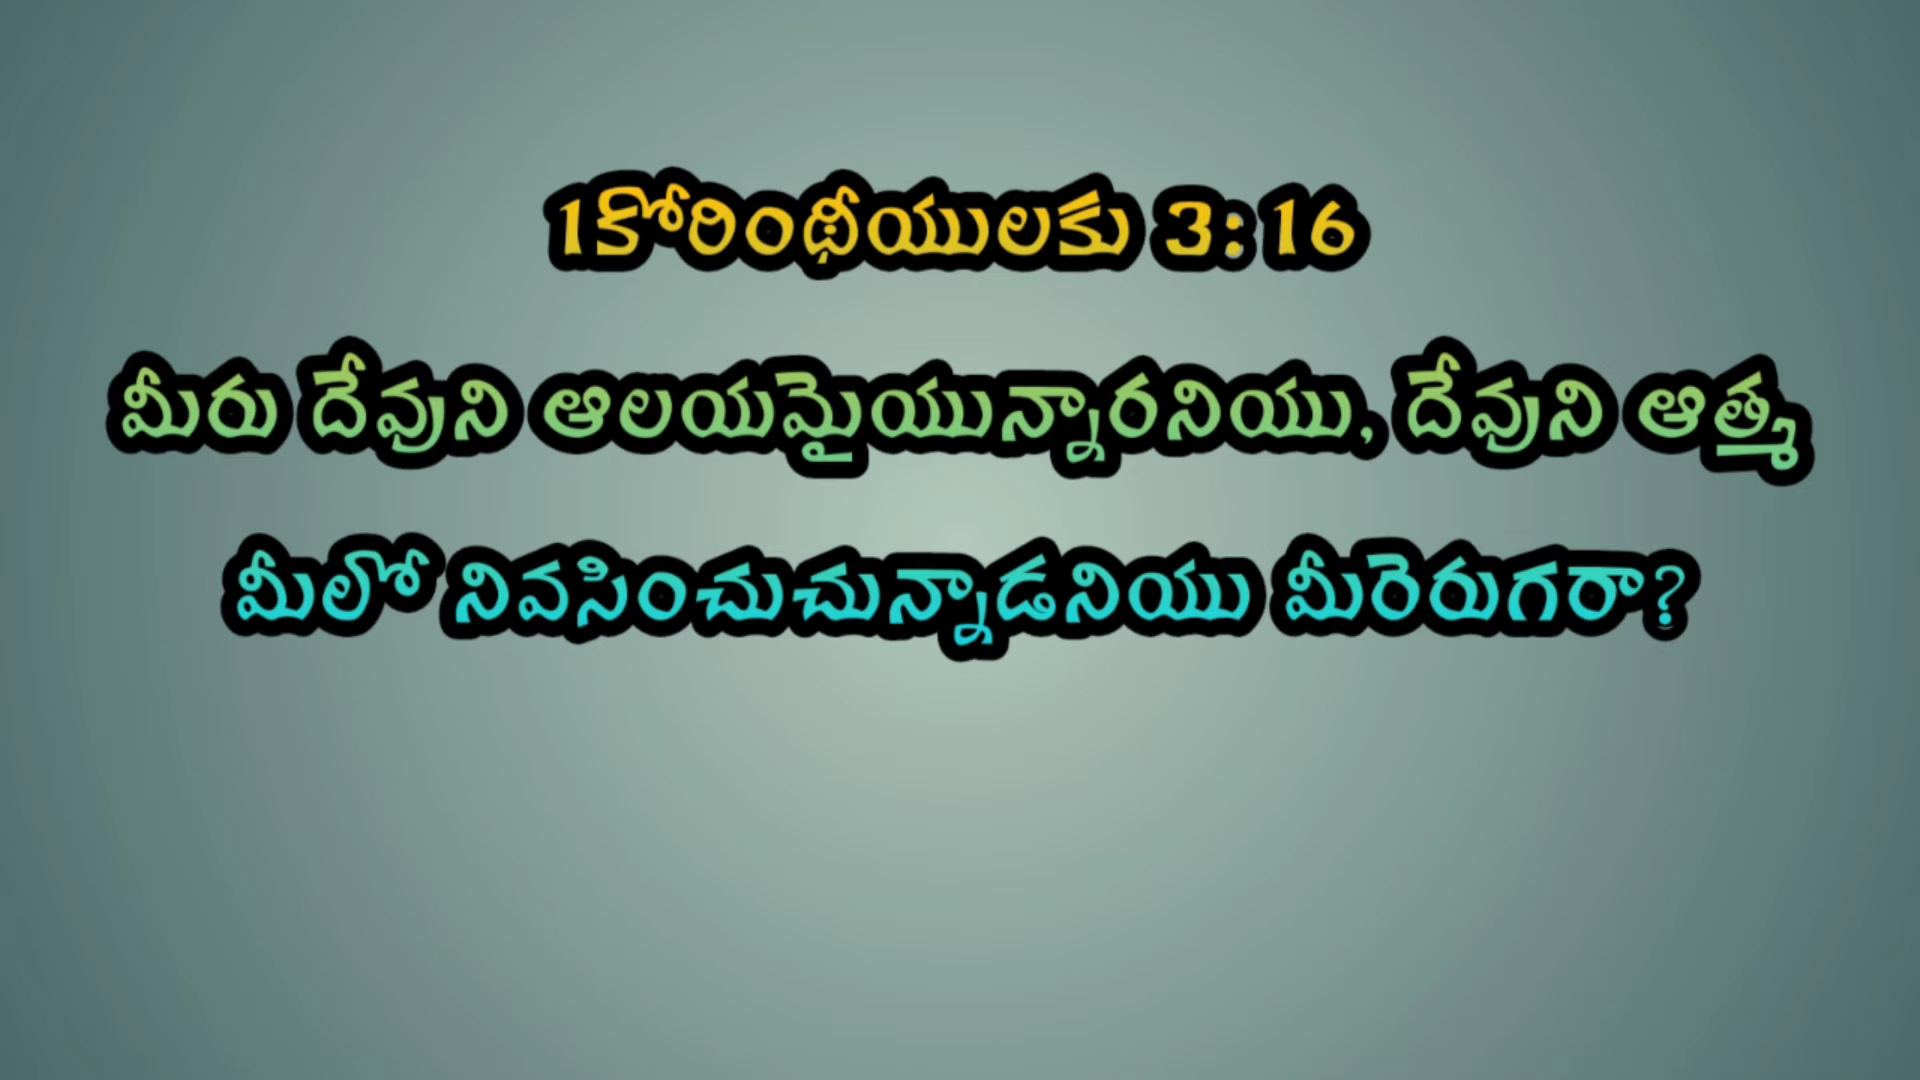 1కోరింథీయులకు 3:16
మీరు దేవుని ఆలయమైయున్నారనియు, దేవుని ఆత్మ
మీలో నివసించుచున్నాడనియు మీరెరుగరా?